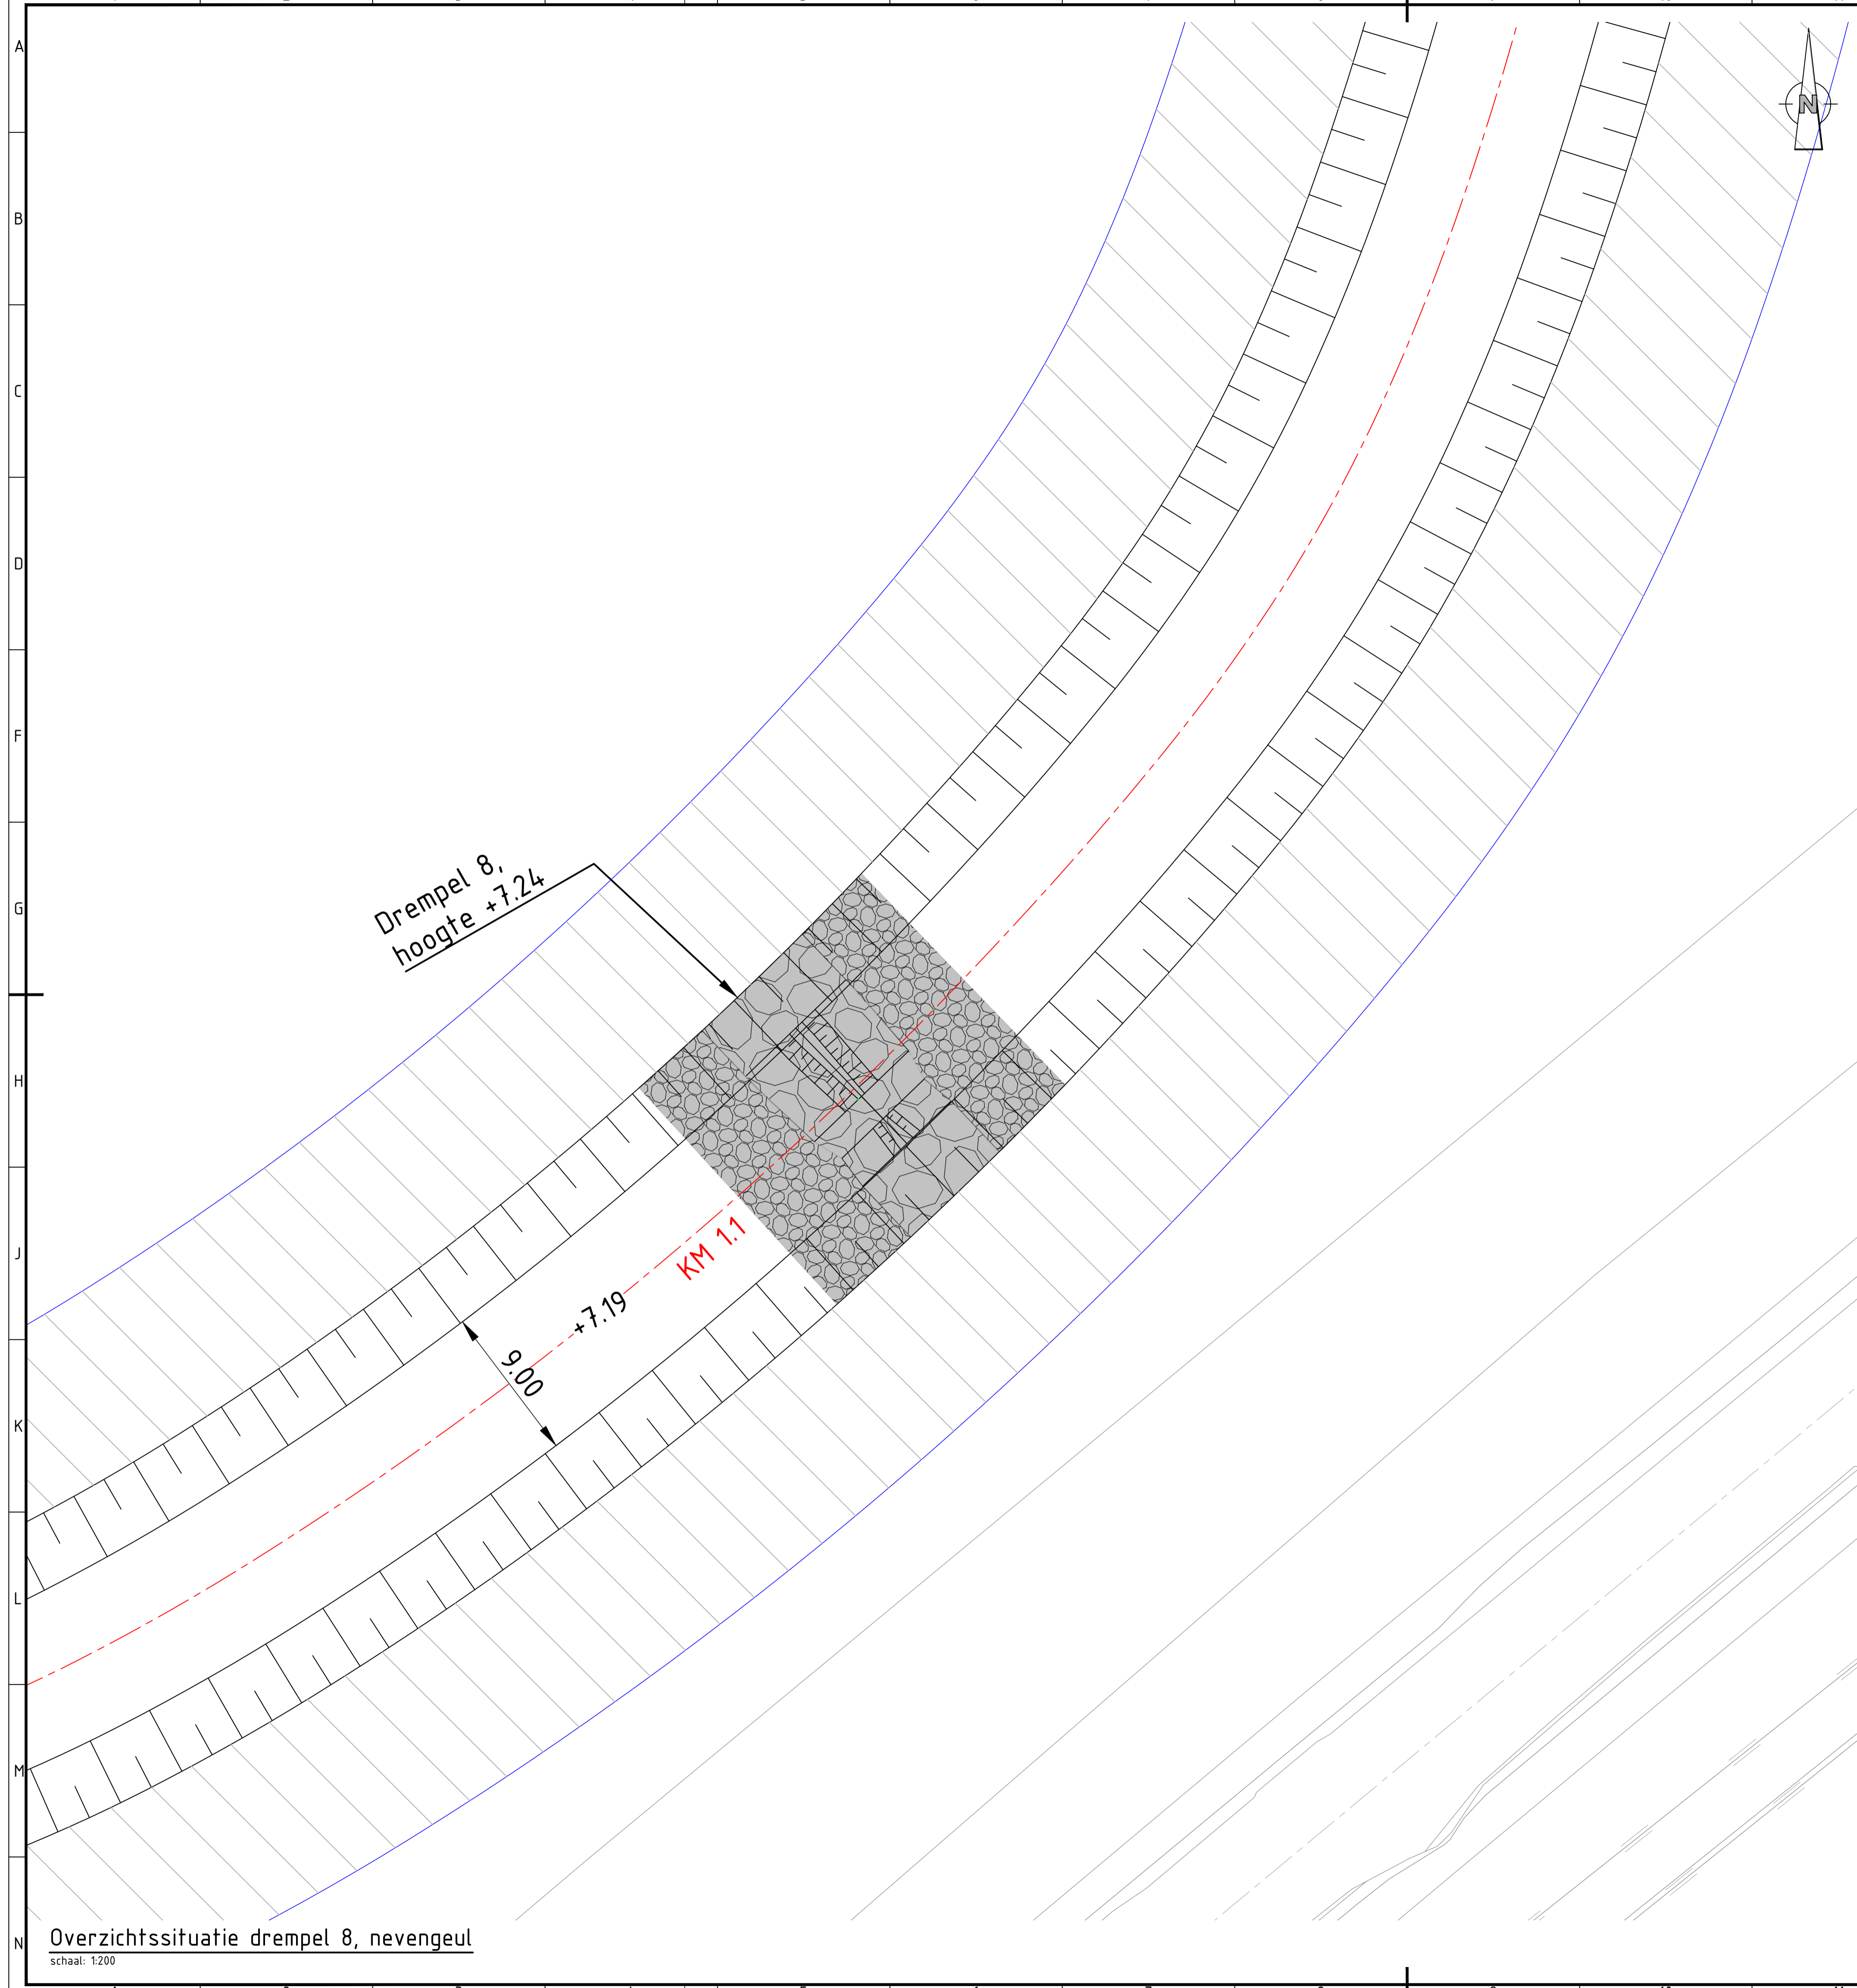 A
N
B
C
D
F
Drempel 8,
hoogte +7.24
G
H
KM 1.1
J
+7.19
9.00
K
L
M
Overzichtssituatie drempel 8, nevengeul
N
schaal: 1:200